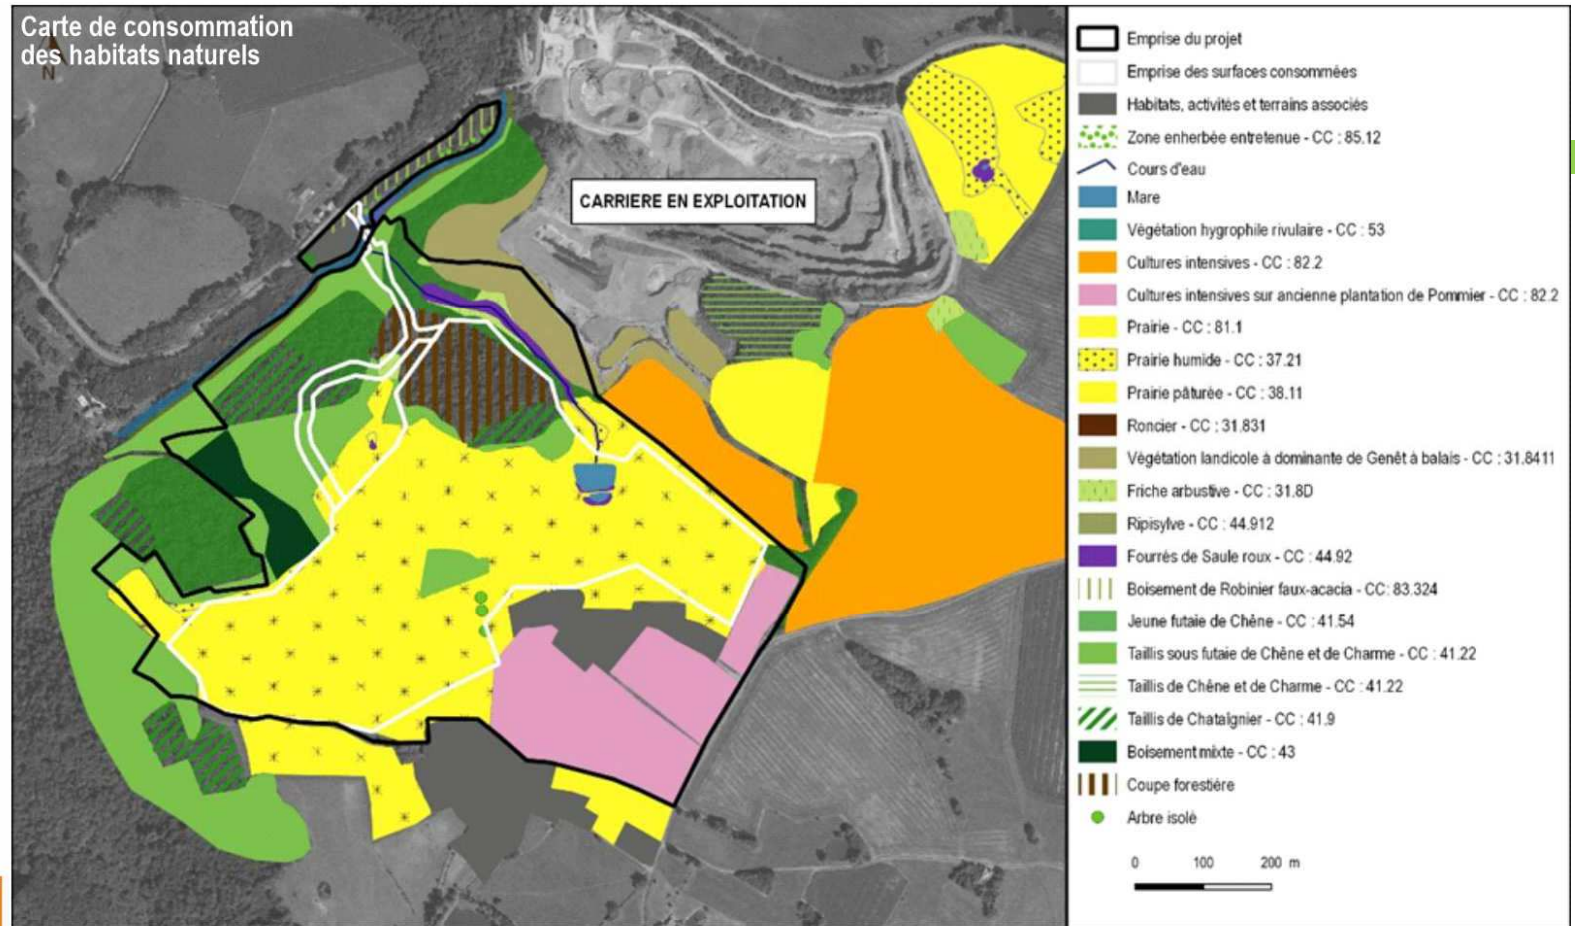 Carte de consommation
des habitats naturels
N
CARRIERE EN EXPLOITATION
Emprise du projet
Emprise des surfaces consommées
Habitats, activités et terrains associés
Zone enherbée entretenue - CC : 85.12
Cours d'eau
Mare
Végétation hygrophile rivulaire - CC : 53
Cultures intensives - CC : 82.2
Cultures intensives sur ancienne plantation de Pommier - CC : 82.2
Prairie - CC : 81.1
Prairie humide - CC : 37.21
Prairie pâturée - CC : 38.11
Roncier - CC : 31.831
Végétation landicole à dominante de Genêt à balais - CC : 31.8411
Friche arbustive - CC : 31.8D
Ripisylve - CC : 44.912
Fourrés de Saule roux - CC : 44.92
Boisement de Robinier faux-acacia - CC : 83.324
Jeune futaie de Chêne - CC : 41.54
Taillis sous futaie de Chêne et de Charme - CC : 41.22
Taillis de Chêne et de Charme - CC : 41.22
Taillis de Chataîgnier - CC : 41.9
Boisement mixte - CC : 43
Coupe forestière
Arbre isolé
0 100 200 m